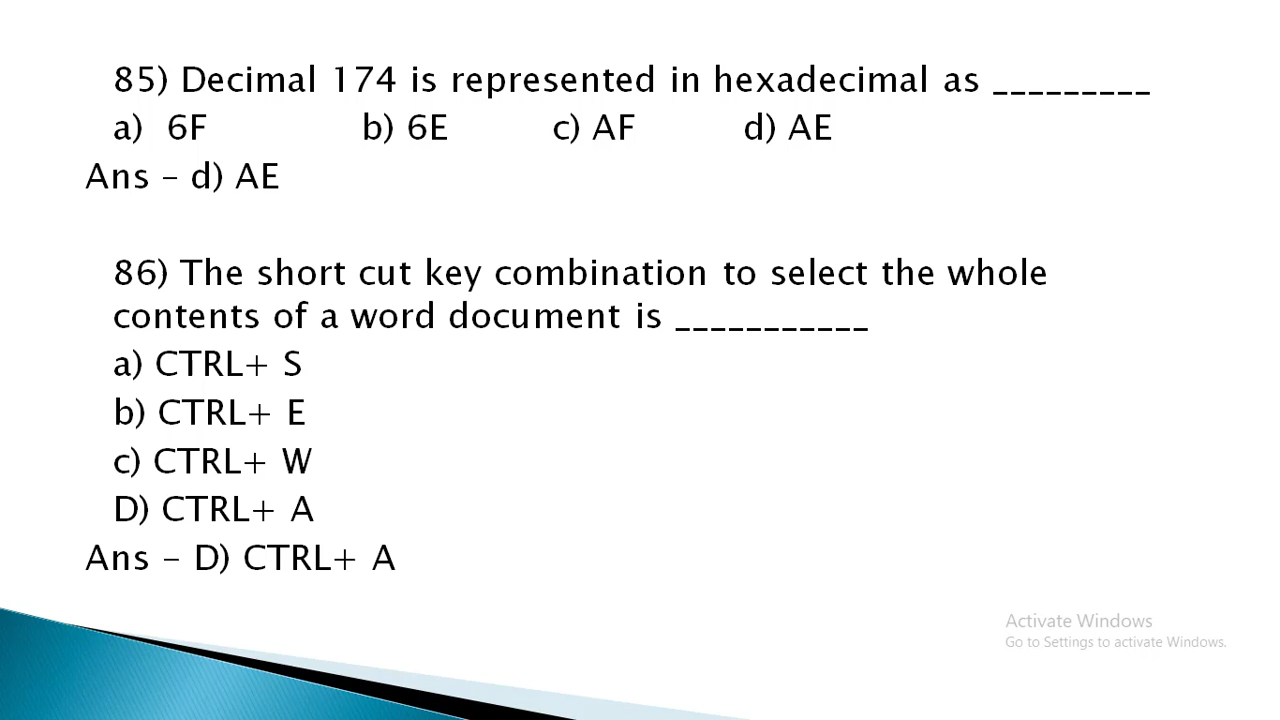 85) Decimal 174 is represented in hexadecimal as _________
a) 6F b) 6E c) AF d) AE
Ans – d) AE
86) The short cut key combination to select the whole
contents of a word document is ___________
a) CTRL+ S
b) CTRL+ E
c) CTRL+ W
D) CTRL+ A
Ans – D) CTRL+ A
Activate Windows
Go to Settings to activate Windows.